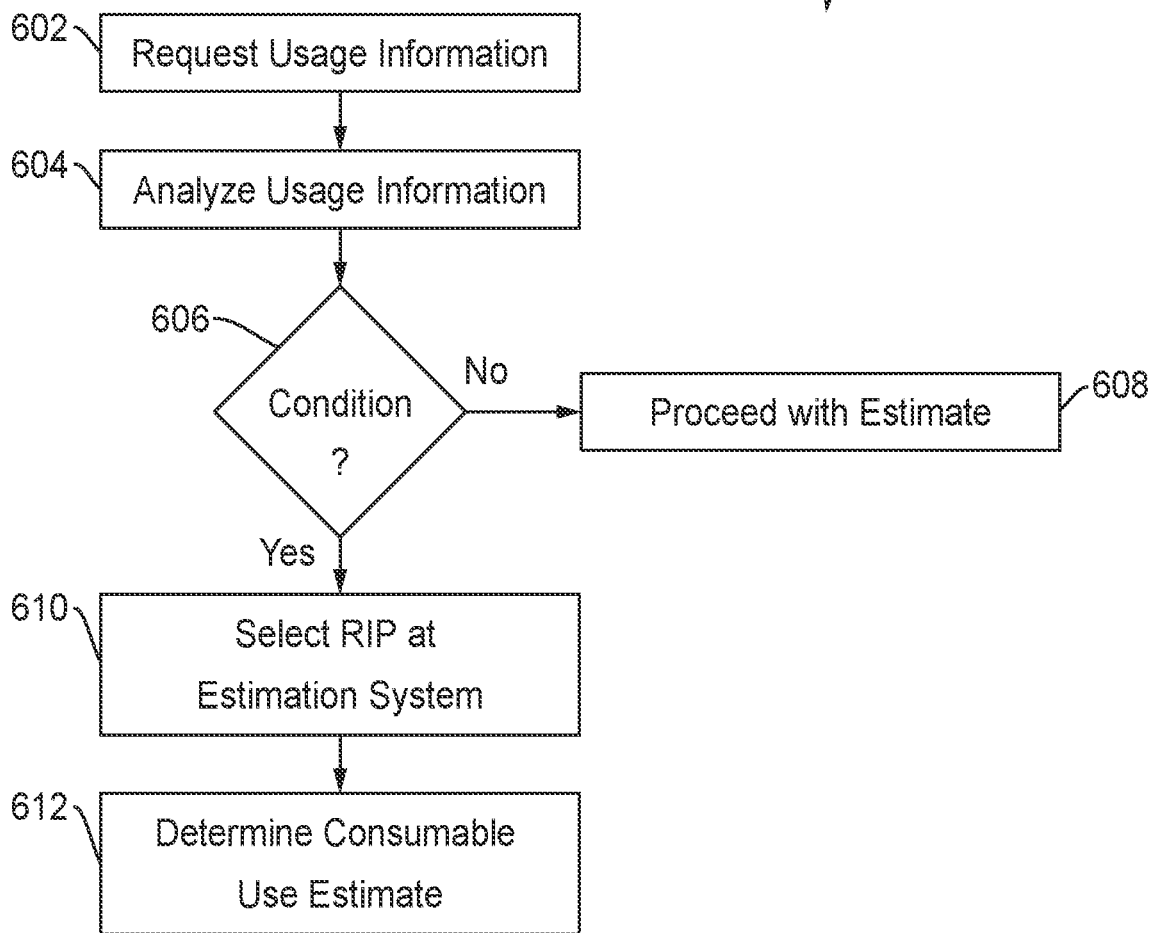 602
Request Usage Information
604
Analyze Usage Information
606
Condition
?
No
Proceed with Estimate
608
Yes
610
Select RIP at
Estimation System
612
Determine Consumable
Use Estimate